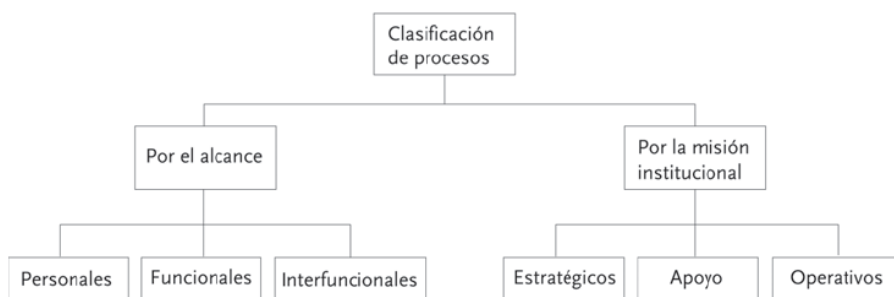 Clasificación
de procesos
Por el alcance
Por la misión
institucional
Personales
Funcionales
Interfuncionales
Estratégicos
Apoyo
Operativos